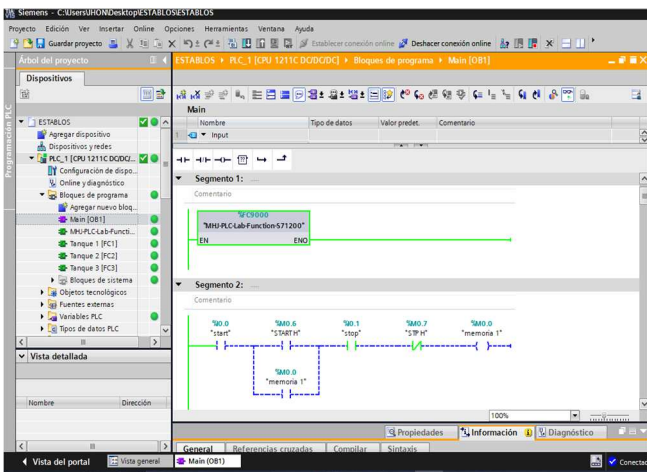 Siemens - C:\Users\JHON\Desktop\ESTABLOS\ESTABLOS
Proyecto Edición Ver Insertar Online Opciones Herramientas Ventana Ayuda
Guardar proyecto Establecer conexión online Deshacer conexión online
Árbol del proyecto
ESTABLOS PLC_1 [CPU 1211C DC/DC/DC] Bloques de programa Main [OB1]
Dispositivos
Programación PLC
ESTABLOS
Agregar dispositivo
Dispositivos y redes
PLC_1 [CPU 1211C DC/DC/...
Configuración de dispo...
Online y diagnóstico
Bloques de programa
Agregar nuevo bloq...
Main [OB1]
MHJ-PLC-Lab-Functi...
Tanque 1 [FC1]
Tanque 2 [FC2]
Tanque 3 [FC3]
Bloques de sistema
Objetos tecnológicos
Fuentes externas
Variables PLC
Tipos de datos PLC
Vista detallada
Nombre Dirección
Main
Nombre Tipo de datos Valor predet. Comentario
1 Input
Segmento 1: ...
Comentario
%FC9000
"MHJ-PLC-Lab-Function-S71200"
EN ENO
Segmento 2: ...
Comentario
%I0.0 %M0.6 %I0.1 %M0.7 %M0.0
"start" "START H" "stop" "STP H" "memoria 1"
%M0.0
"memoria 1"
100%
Propiedades Información Diagnóstico
General Referencias cruzadas Compilar Sintaxis
Vista del portal Vista general Main (OB1) Conectad